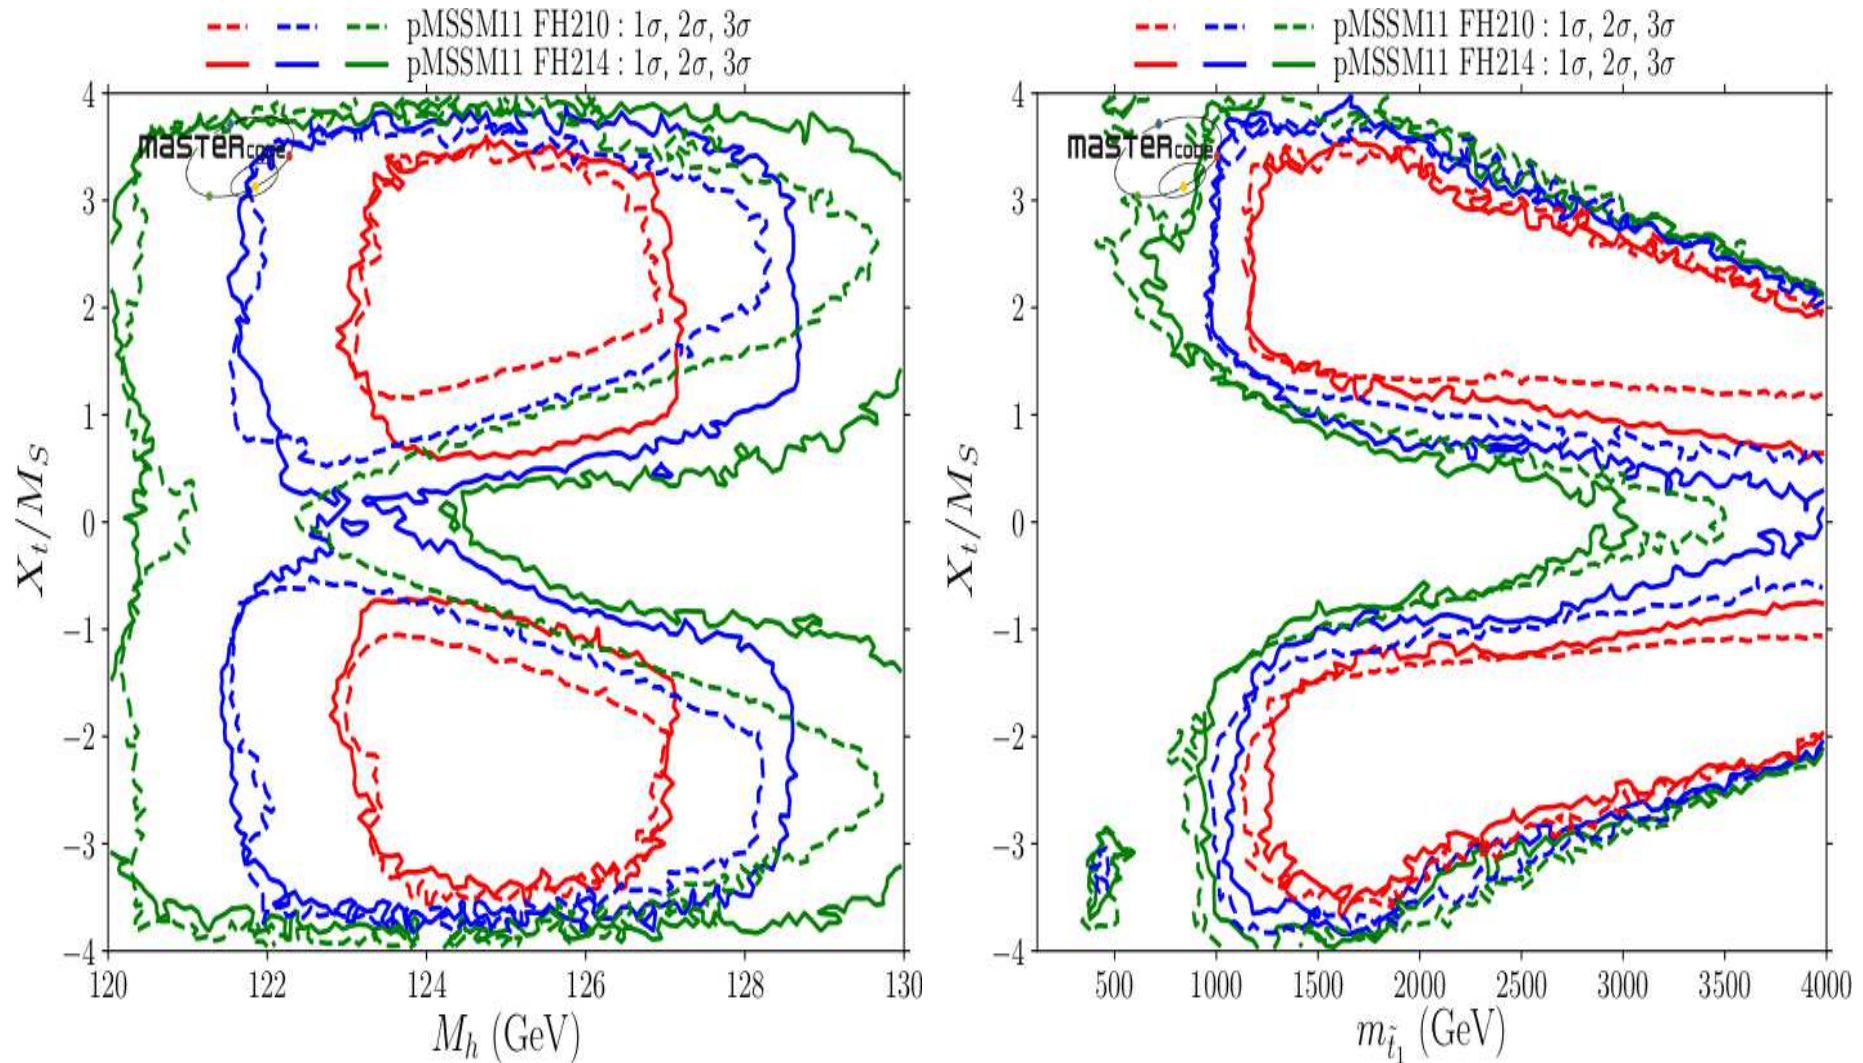 pMSSM11 FH210 : 1σ, 2σ, 3σ
pMSSM11 FH214 : 1σ, 2σ, 3σ
MASTERcode
4
3
2
1
0
−1
−2
−3
−4
X_t/M_S
120 122 124 126 128 130
M_h (GeV)
pMSSM11 FH210 : 1σ, 2σ, 3σ
pMSSM11 FH214 : 1σ, 2σ, 3σ
MASTERcode
4
3
2
1
0
−1
−2
−3
−4
X_t/M_S
500 1000 1500 2000 2500 3000 3500 4000
m_{t̃_1} (GeV)